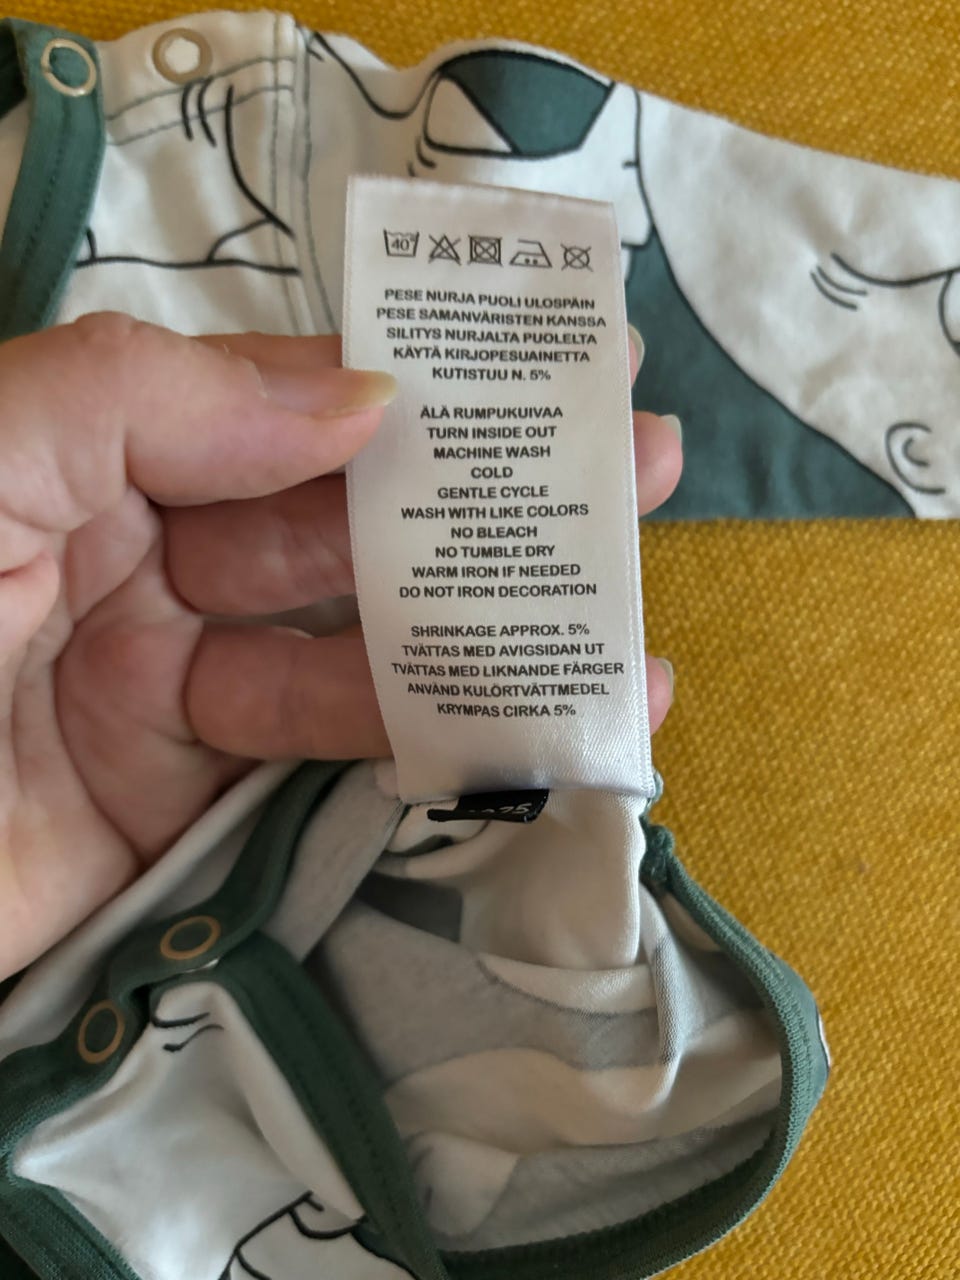 40°
PESE NURJA PUOLI ULOSPÄIN
PESE SAMANVÄRISTEN KANSSA
SILITYS NURJALTA PUOLELTA
KÄYTÄ KIRJOPESUAINETTA
KUTISTUU N. 5%
ÄLÄ RUMPUKUIVAA
TURN INSIDE OUT
MACHINE WASH
COLD
GENTLE CYCLE
WASH WITH LIKE COLORS
NO BLEACH
NO TUMBLE DRY
WARM IRON IF NEEDED
DO NOT IRON DECORATION
SHRINKAGE APPROX. 5%
TVÄTTAS MED AVIGSIDAN UT
TVÄTTAS MED LIKNANDE FÄRGER
ANVÄND KULÖRTVÄTTMEDEL
KRYMPAS CIRKA 5%